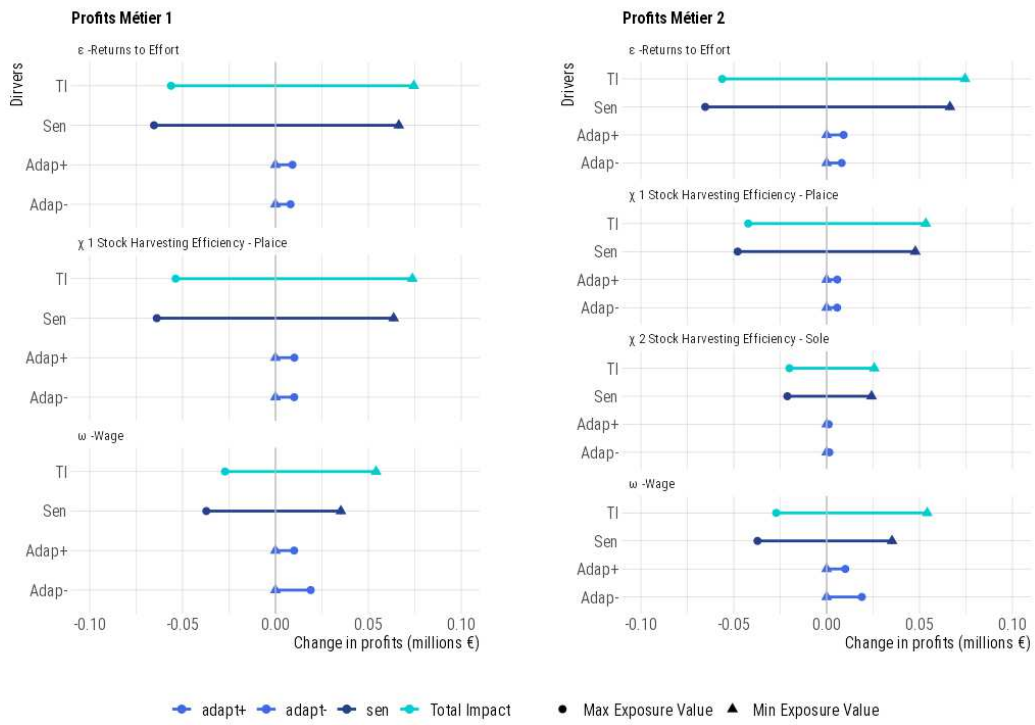 Profits Métier 1
ε -Returns to Effort
Dirvers
TI
Sen
Adap+
Adap-
χ 1 Stock Harvesting Efficiency - Plaice
TI
Sen
Adap+
Adap-
ω -Wage
TI
Sen
Adap+
Adap-
-0.10 -0.05 0.00 0.05 0.10
Change in profits (millions €)
Profits Métier 2
ε -Returns to Effort
Drivers
TI
Sen
Adap+
Adap-
χ 1 Stock Harvesting Efficiency - Plaice
TI
Sen
Adap+
Adap-
χ 2 Stock Harvesting Efficiency - Sole
TI
Sen
Adap+
Adap-
ω -Wage
TI
Sen
Adap+
Adap-
-0.10 -0.05 0.00 0.05 0.10
Change in profits (millions €)
adapt+ adapt- sen Total Impact Max Exposure Value Min Exposure Value